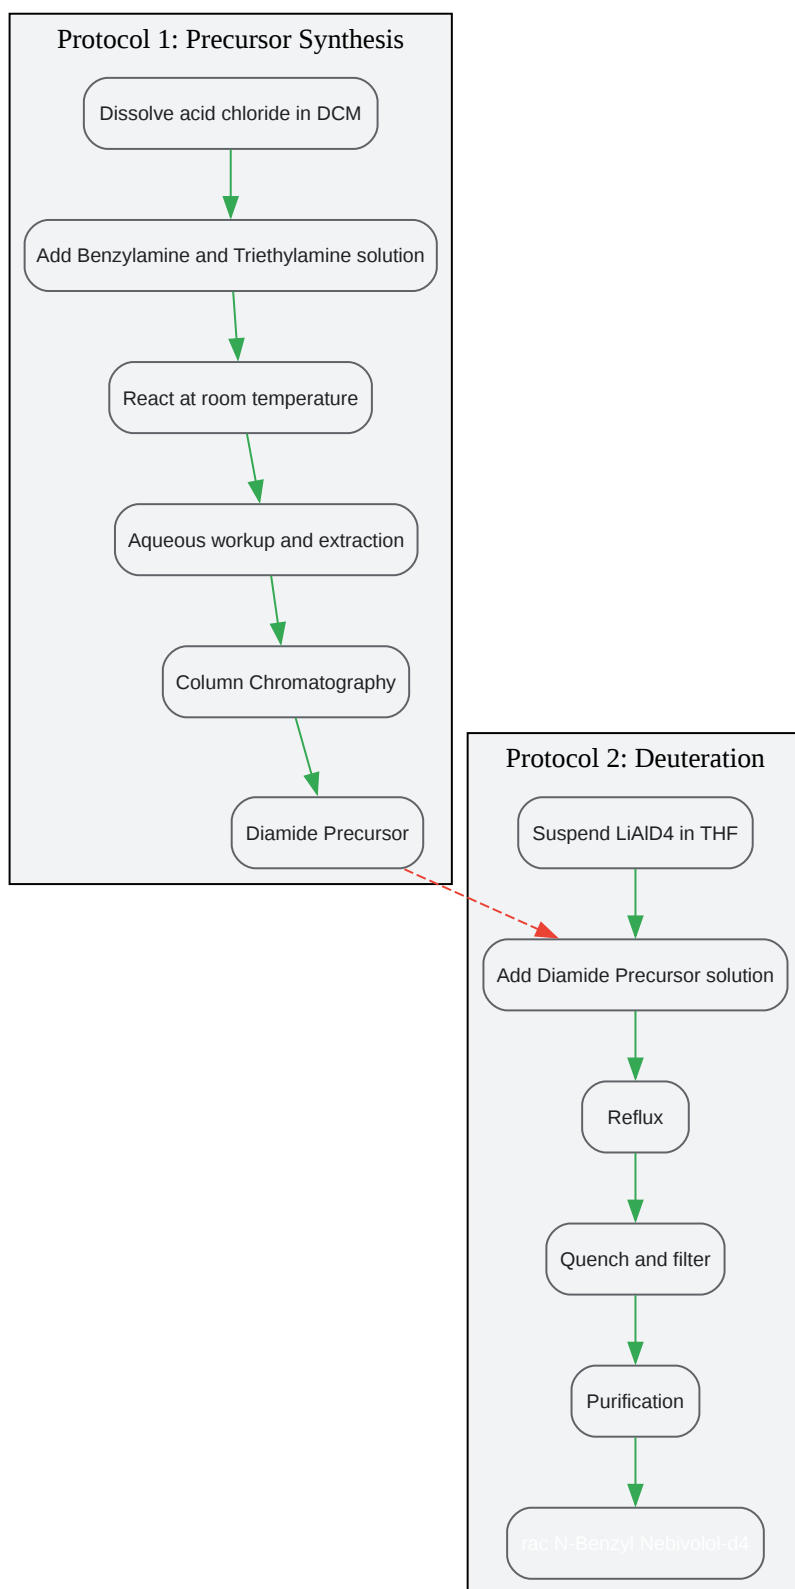 Protocol 1: Precursor Synthesis
Dissolve acid chloride in DCM
Add Benzylamine and Triethylamine solution
React at room temperature
Aqueous workup and extraction
Column Chromatography
Diamide Precursor
Protocol 2: Deuteration
Suspend LiAlD4 in THF
Add Diamide Precursor solution
Reflux
Quench and filter
Purification
rac N-Benzyl Nebivolol-d4